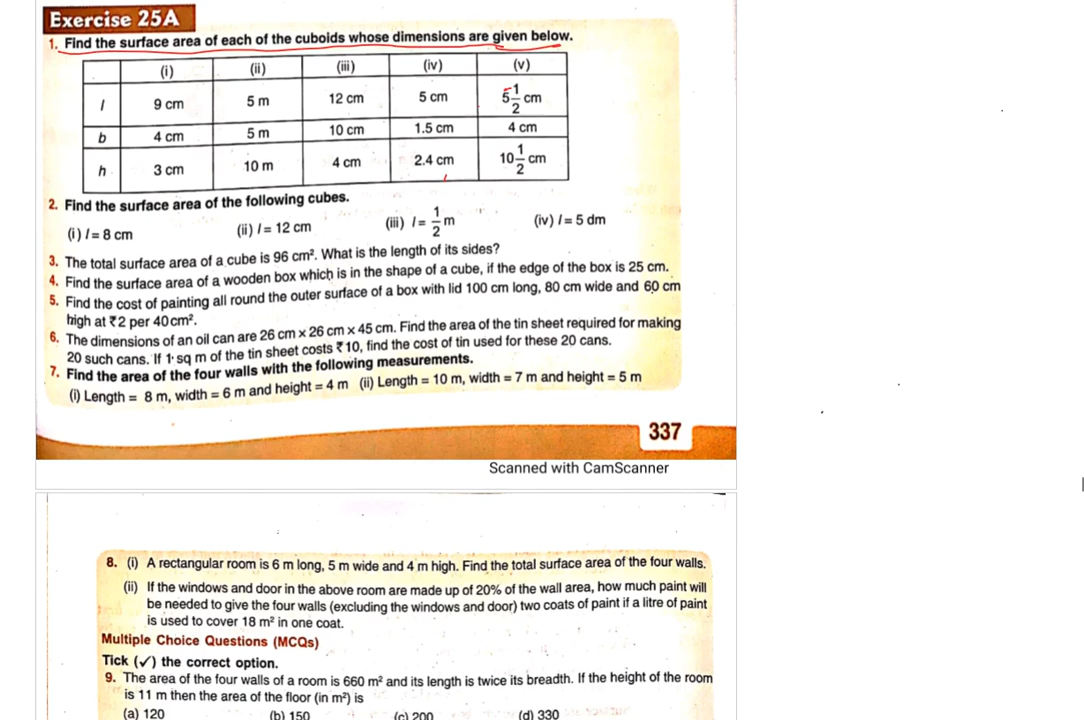 Exercise 25A
1. Find the surface area of each of the cuboids whose dimensions are given below.
(i) (ii) (iii) (iv) (v)
l 9 cm 5 m 12 cm 5 cm 5 1/2 cm
b 4 cm 5 m 10 cm 1.5 cm 4 cm
h 3 cm 10 m 4 cm 2.4 cm 10 1/2 cm
2. Find the surface area of the following cubes.
(i) l = 8 cm (ii) l = 12 cm (iii) l = 1/2 m (iv) l = 5 dm
3. The total surface area of a cube is 96 cm². What is the length of its sides?
4. Find the surface area of a wooden box which is in the shape of a cube, if the edge of the box is 25 cm.
5. Find the cost of painting all round the outer surface of a box with lid 100 cm long, 80 cm wide and 60 cm
high at ₹2 per 40cm².
6. The dimensions of an oil can are 26 cm × 26 cm × 45 cm. Find the area of the tin sheet required for making
20 such cans. If 1 sq m of the tin sheet costs ₹10, find the cost of tin used for these 20 cans.
7. Find the area of the four walls with the following measurements.
(i) Length = 8 m, width = 6 m and height = 4 m (ii) Length = 10 m, width = 7 m and height = 5 m
337
Scanned with CamScanner
8. (i) A rectangular room is 6 m long, 5 m wide and 4 m high. Find the total surface area of the four walls.
(ii) If the windows and door in the above room are made up of 20% of the wall area, how much paint will
be needed to give the four walls (excluding the windows and door) two coats of paint if a litre of paint
is used to cover 18 m² in one coat.
Multiple Choice Questions (MCQs)
Tick (✓) the correct option.
9. The area of the four walls of a room is 660 m² and its length is twice its breadth. If the height of the room
is 11 m then the area of the floor (in m²) is
(a) 120 (b) 150 (c) 200 (d) 330